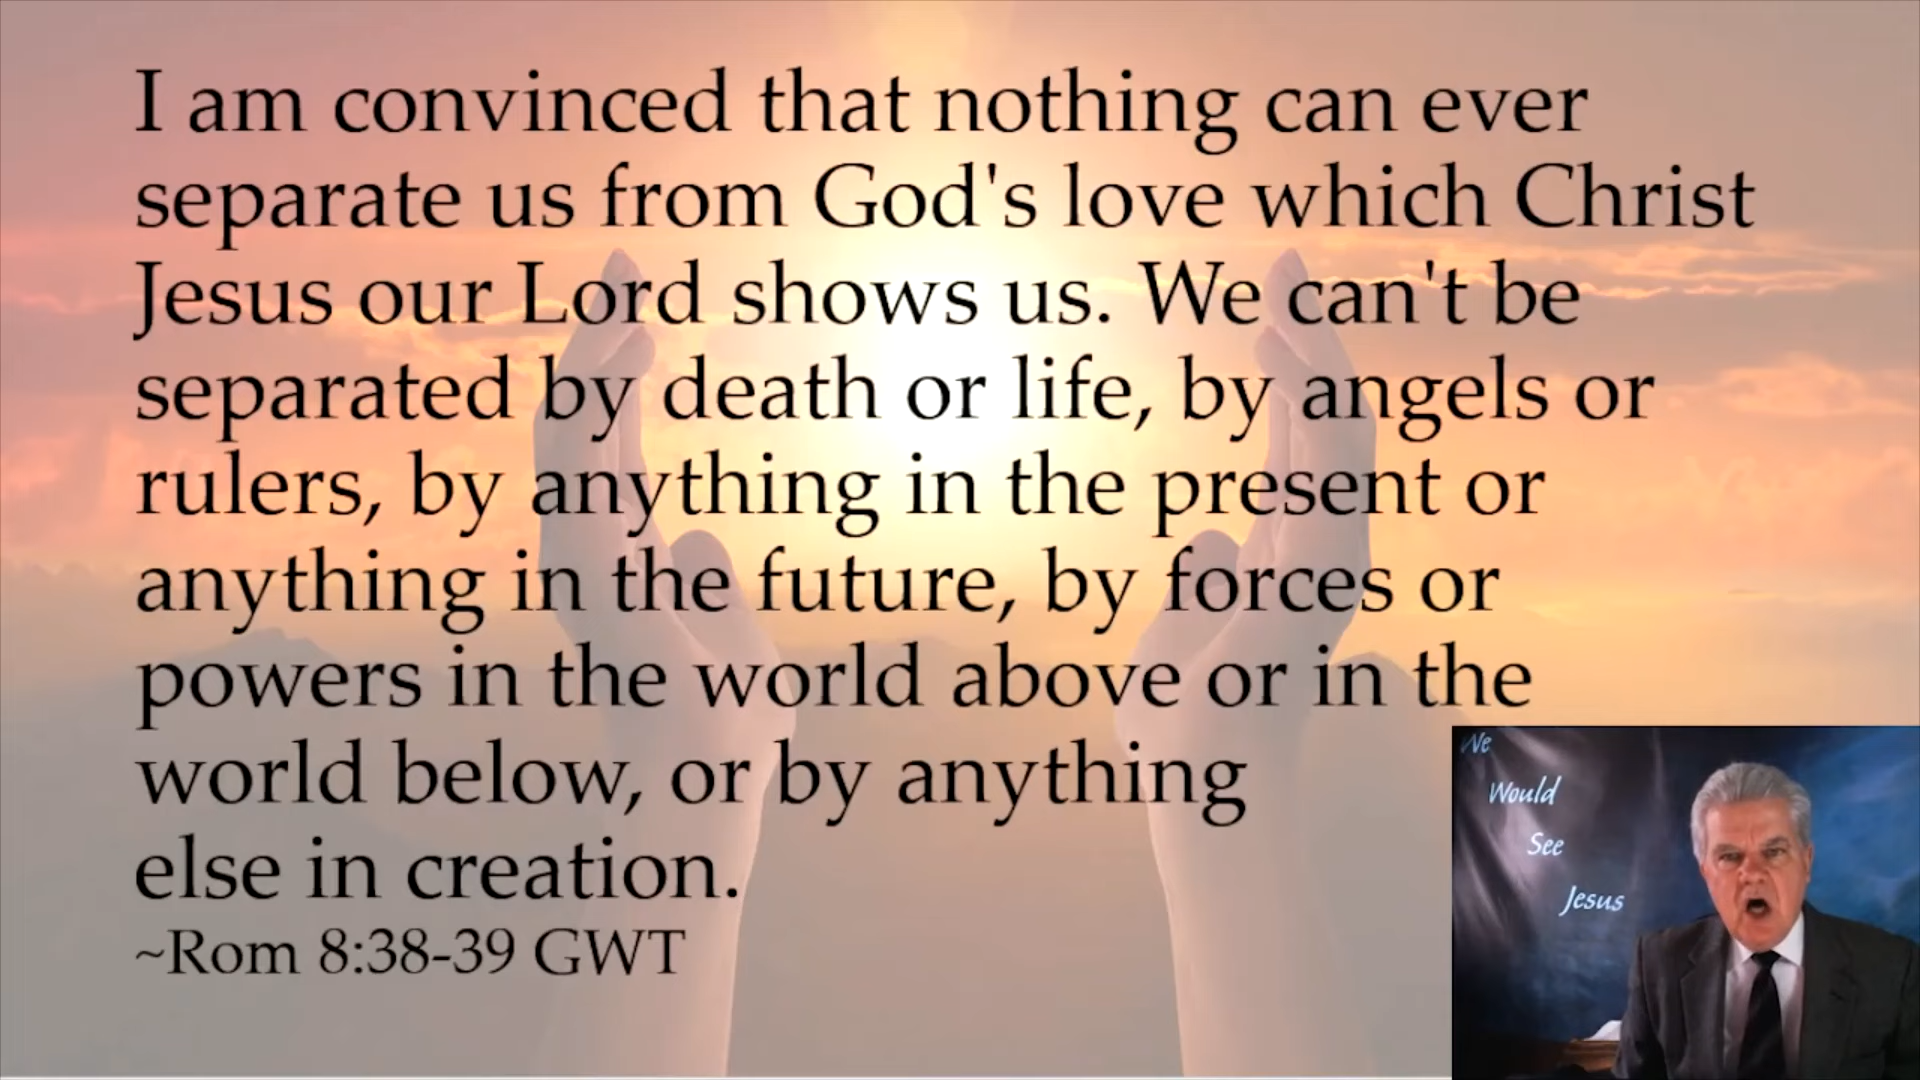 I am convinced that nothing can ever
separate us from God's love which Christ
Jesus our Lord shows us. We can't be
separated by death or life, by angels or
rulers, by anything in the present or
anything in the future, by forces or
powers in the world above or in the
world below, or by anything
else in creation.
~Rom 8:38-39 GWT
We
Would
See
Jesus